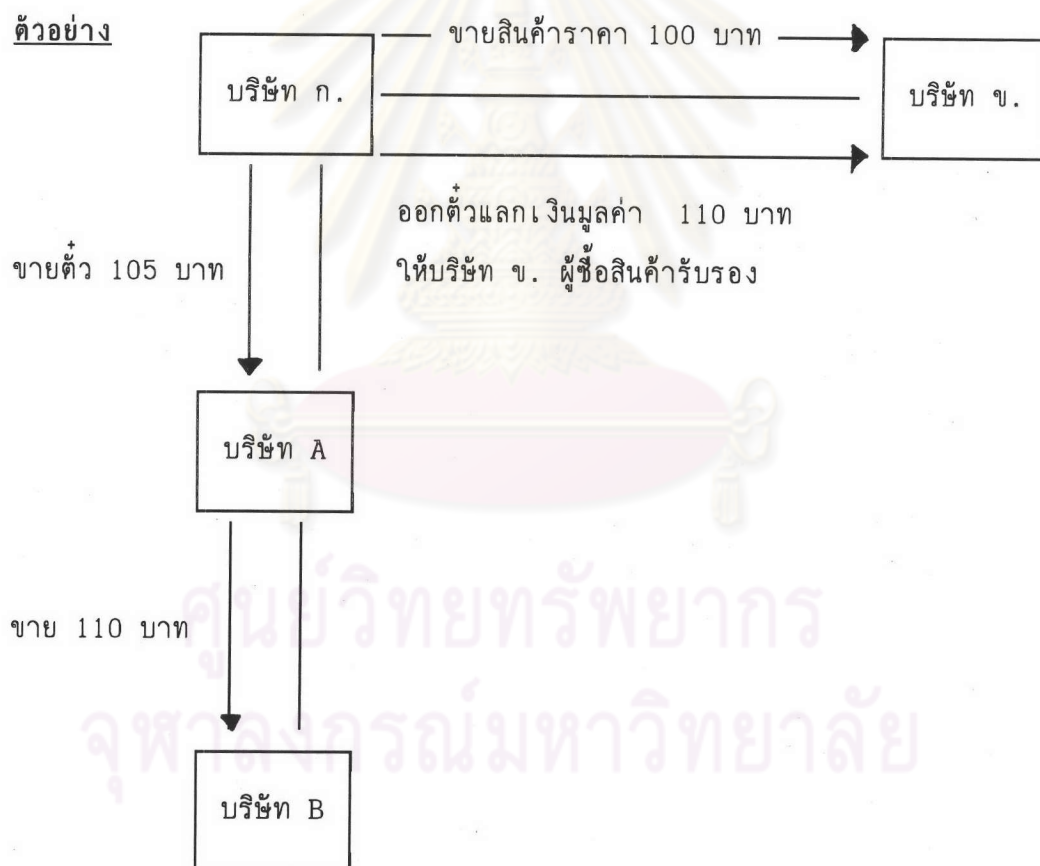 ตัวอย่าง
ขายสินค้าราคา 100 บาท
บริษัท ก.
บริษัท ข.
ออกตั๋วแลกเงินมูลค่า 110 บาท
ให้บริษัท ข. ผู้ซื้อสินค้ารับรอง
ขายตั๋ว 105 บาท
บริษัท A
ขาย 110 บาท
บริษัท B
ศูนย์วิทยทรัพยากร
จุฬาลงกรณ์มหาวิทยาลัย